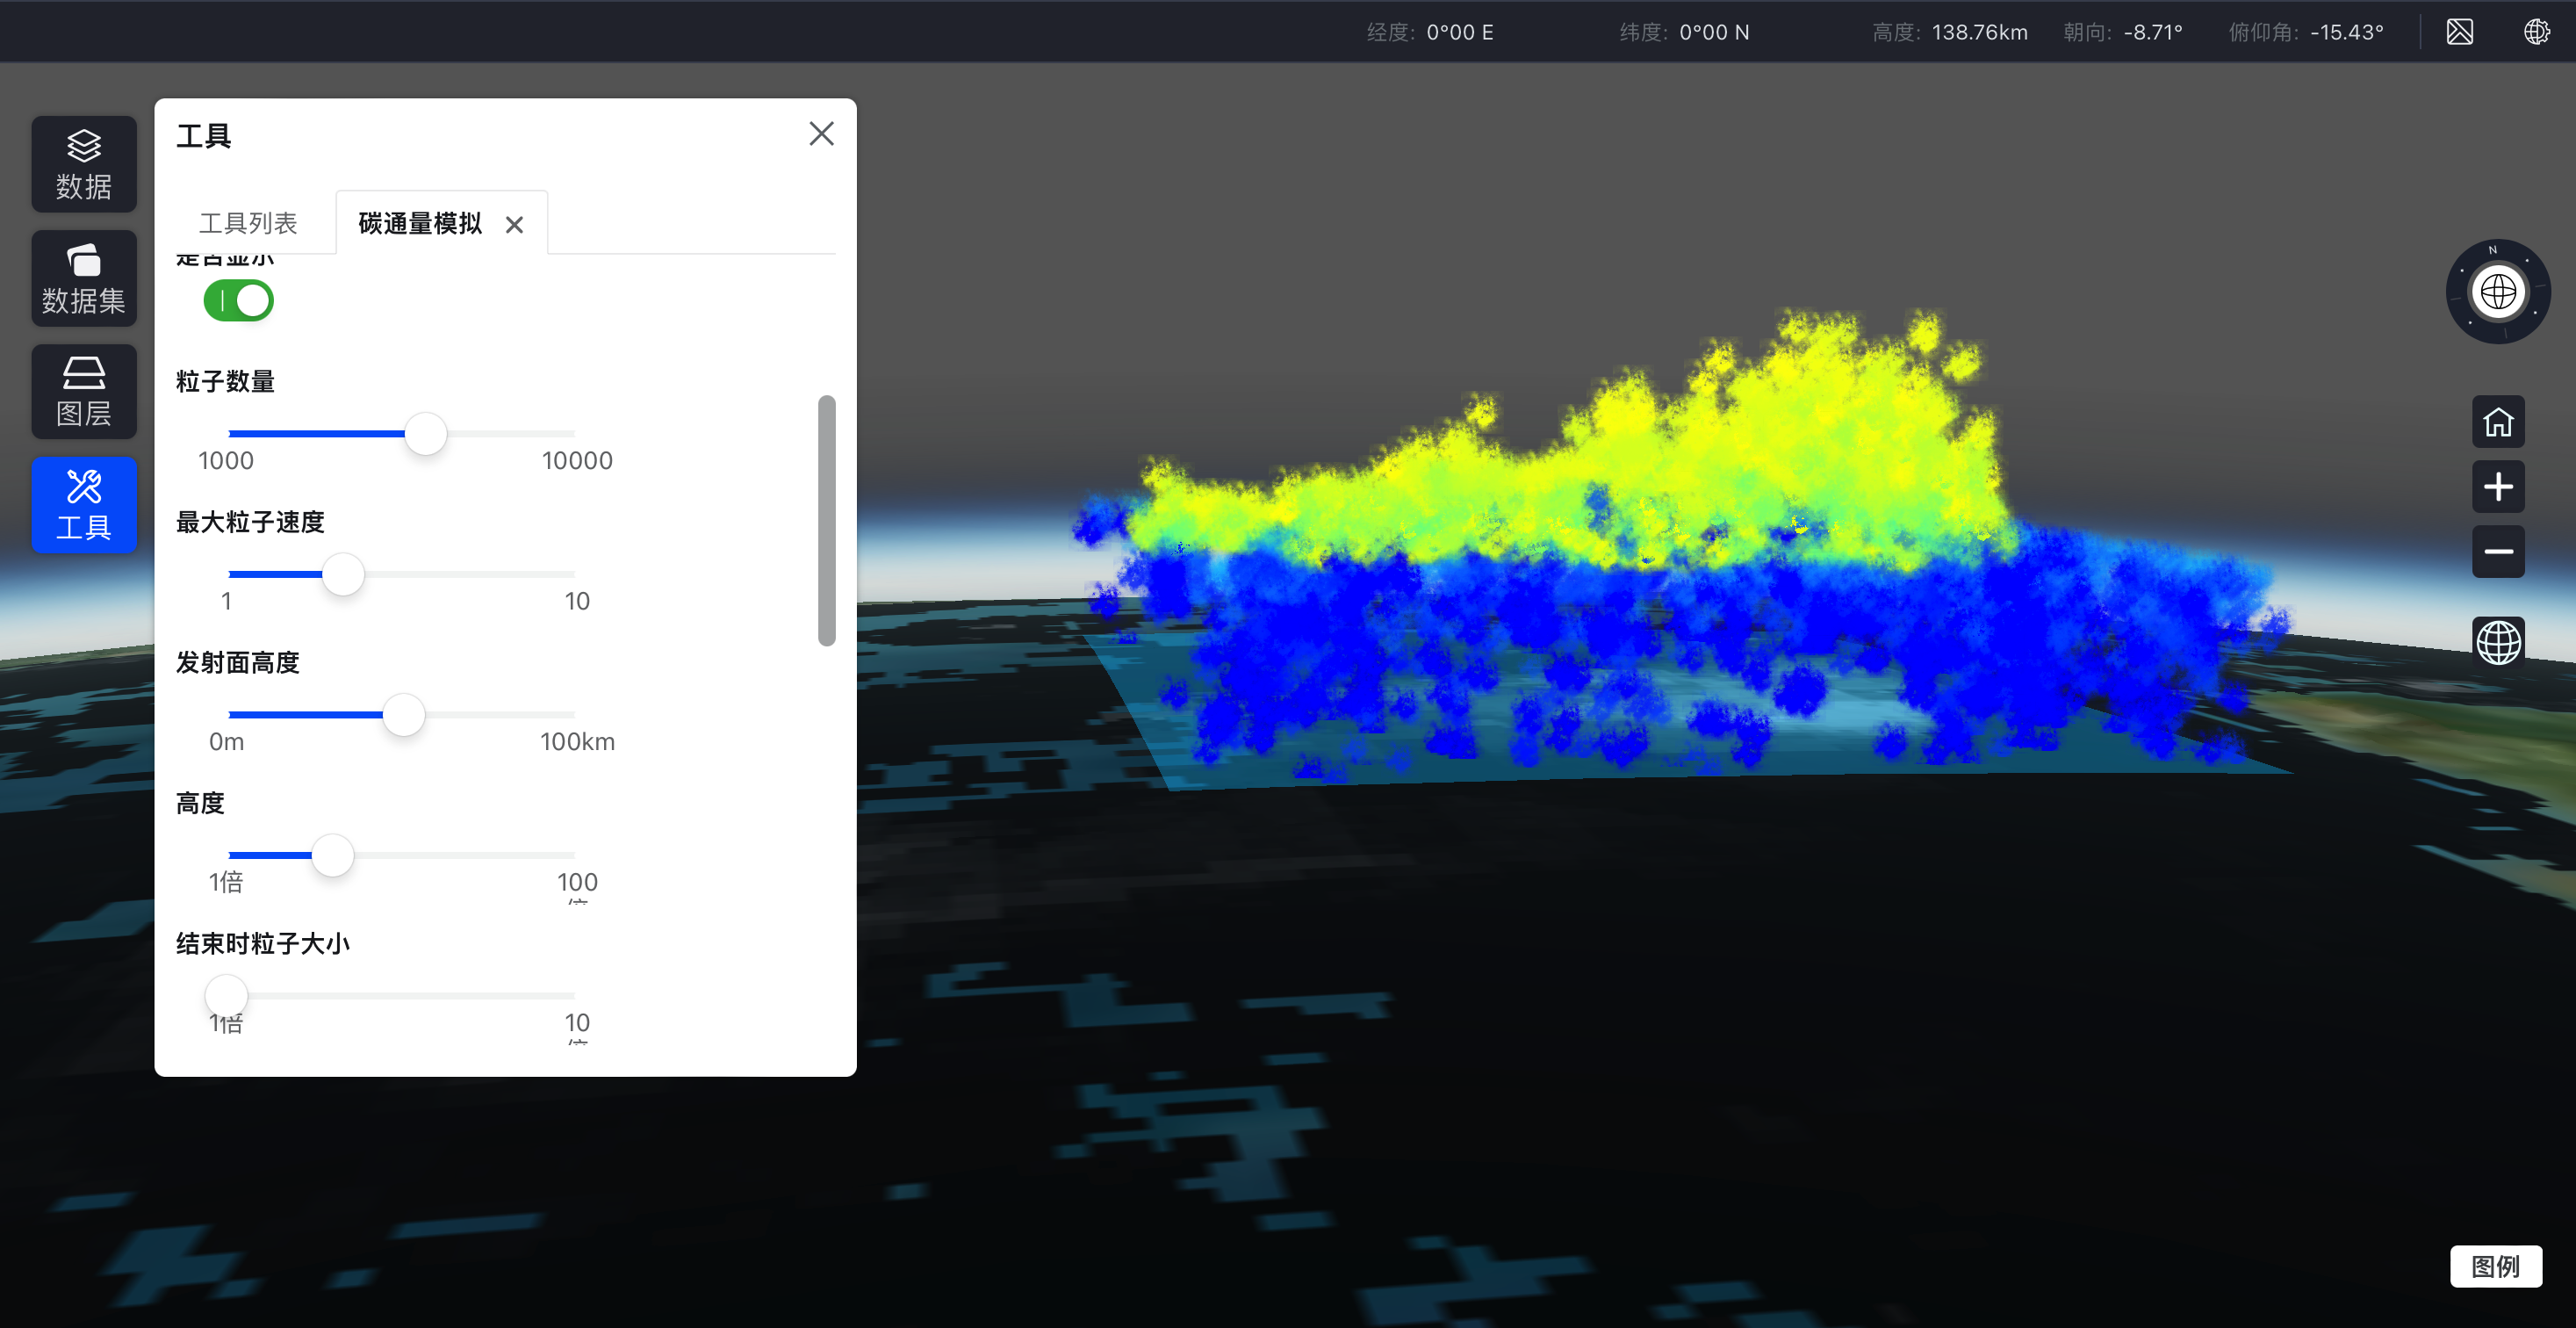 经度: 0°00 E 纬度: 0°00 N 高度: 138.76km 朝向: -8.71° 俯仰角: -15.43°
数据
数据集
图层
工具
工具
工具列表 碳通量模拟
是否显示
粒子数量
1000 10000
最大粒子速度
1 10
发射面高度
0m 100km
高度
1倍 100
结束时粒子大小
1倍 10
N
图例